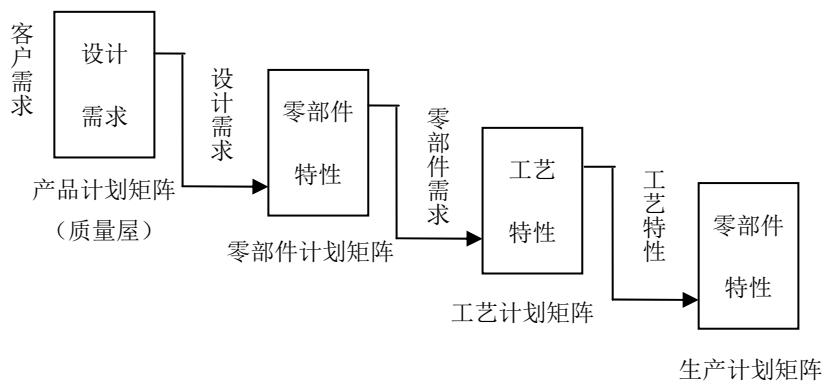 客户需求
设计
需求
产品计划矩阵
（质量屋）
设计需求
零部件
特性
零部件计划矩阵
零部件需求
工艺
特性
工艺计划矩阵
工艺特性
零部件
特性
生产计划矩阵